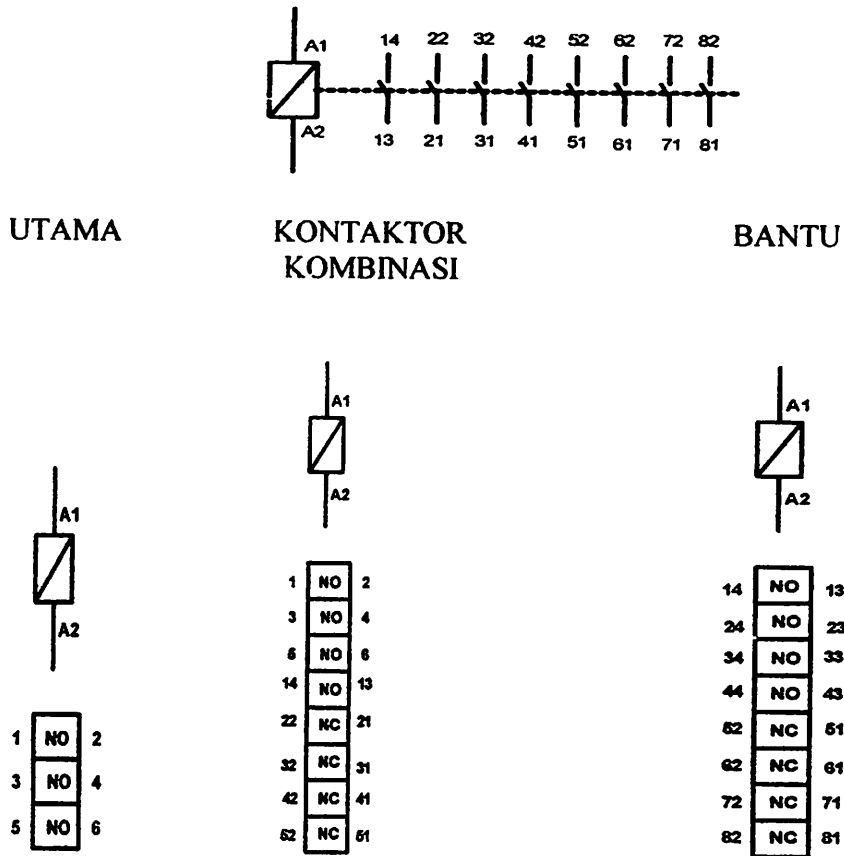 A1 14 22 32 42 52 62 72 82
A2 13 21 31 41 51 61 71 81
UTAMA
KONTAKTOR
KOMBINASI
BANTU
A1
A2
1 NO 2
3 NO 4
5 NO 6
A1
A2
1 NO 2
3 NO 4
5 NO 6
14 NO 13
22 NC 21
32 NC 31
42 NC 41
52 NC 51
A1
A2
14 NO 13
24 NO 23
34 NO 33
44 NO 43
52 NC 51
62 NC 61
72 NC 71
82 NC 81